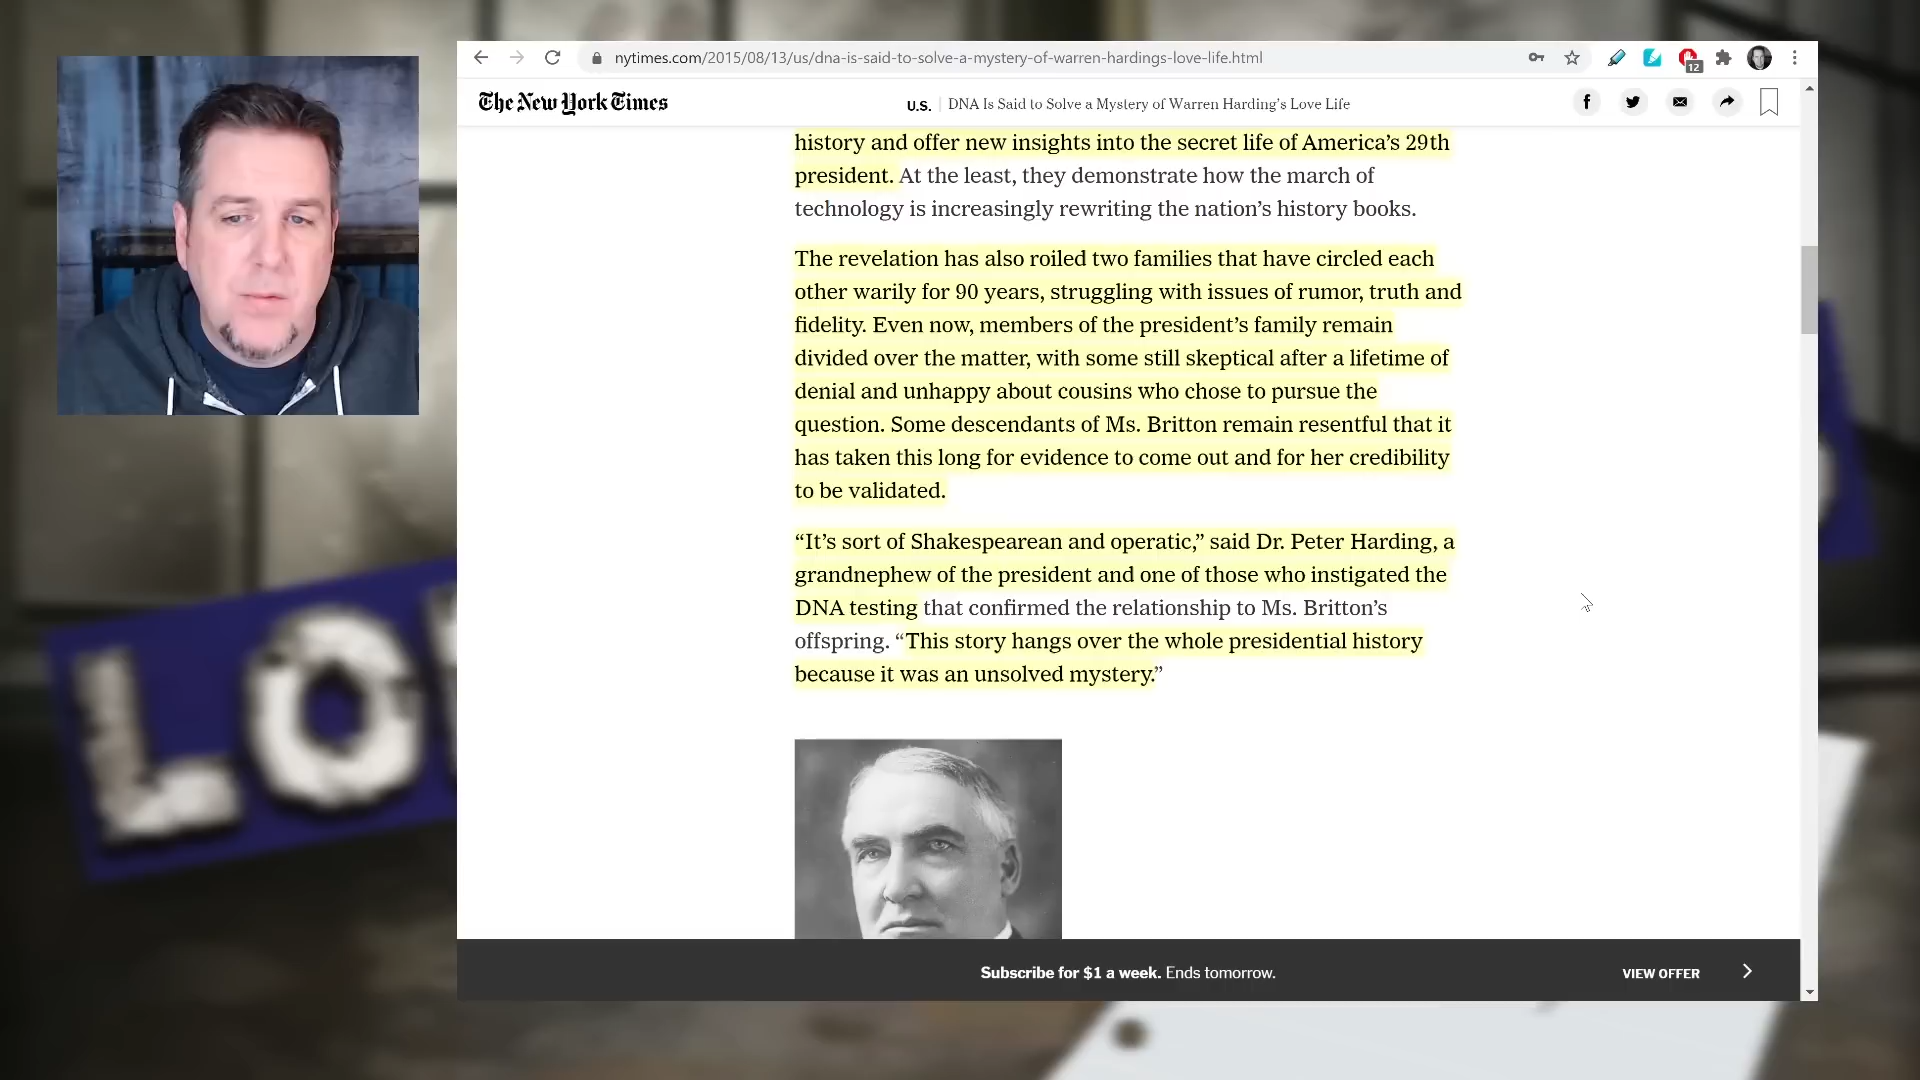 nytimes.com/2015/08/13/us/dna-is-said-to-solve-a-mystery-of-warren-hardings-love-life.html
12
The New York Times
U.S. | DNA Is Said to Solve a Mystery of Warren Harding's Love Life
history and offer new insights into the secret life of America's 29th
president. At the least, they demonstrate how the march of
technology is increasingly rewriting the nation's history books.
The revelation has also roiled two families that have circled each
other warily for 90 years, struggling with issues of rumor, truth and
fidelity. Even now, members of the president's family remain
divided over the matter, with some still skeptical after a lifetime of
denial and unhappy about cousins who chose to pursue the
question. Some descendants of Ms. Britton remain resentful that it
has taken this long for evidence to come out and for her credibility
to be validated.
“It's sort of Shakespearean and operatic,” said Dr. Peter Harding, a
grandnephew of the president and one of those who instigated the
DNA testing that confirmed the relationship to Ms. Britton's
offspring. “This story hangs over the whole presidential history
because it was an unsolved mystery.”
Subscribe for $1 a week. Ends tomorrow.
VIEW OFFER